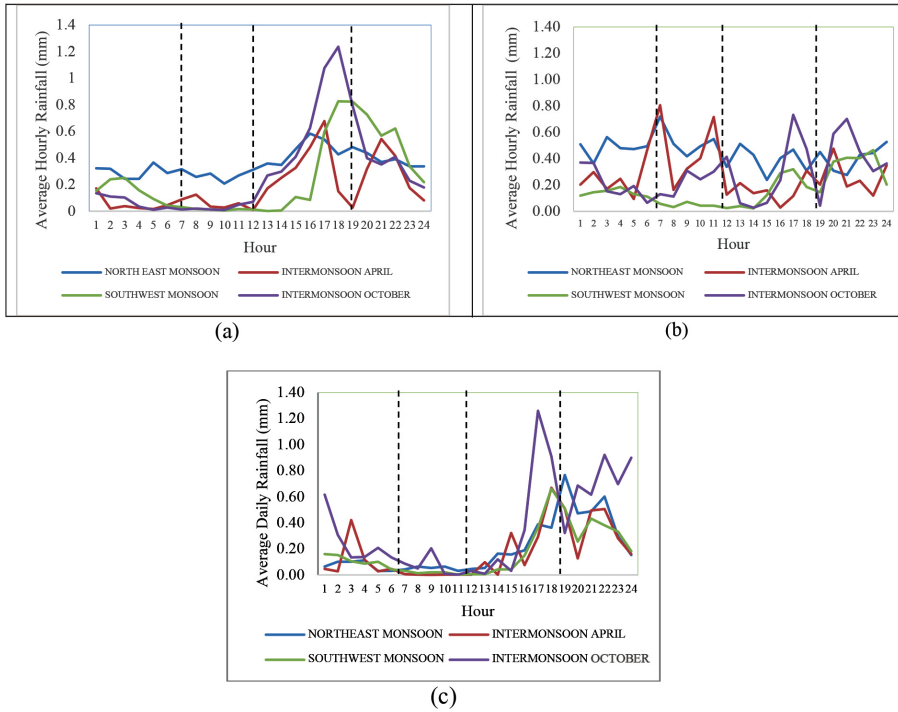 (a)
Average Hourly Rainfall (mm)
1.4
1.2
1
0.8
0.6
0.4
0.2
0
1 2 3 4 5 6 7 8 9 10 11 12 13 14 15 16 17 18 19 20 21 22 23 24
Hour
NORTH EAST MONSOON
INTERMONSOON APRIL
SOUTHWEST MONSOON
INTERMONSOON OCTOBER
(a)
(b)
Average Hourly Rainfall (mm)
1.40
1.20
1.00
0.80
0.60
0.40
0.20
0.00
1 2 3 4 5 6 7 8 9 10 11 12 13 14 15 16 17 18 19 20 21 22 23 24
Hour
NORTHEAST MONSOON
INTERMONSOON APRIL
SOUTHWEST MONSOON
INTERMONSOON OCTOBER
(b)
Average Daily Rainfall (mm)
1.40
1.20
1.00
0.80
0.60
0.40
0.20
0.00
1 2 3 4 5 6 7 8 9 10 11 12 13 14 15 16 17 18 19 20 21 22 23 24
Hour
NORTHEAST MONSOON
INTERMONSOON APRIL
SOUTHWEST MONSOON
INTERMONSOON OCTOBER
(c)